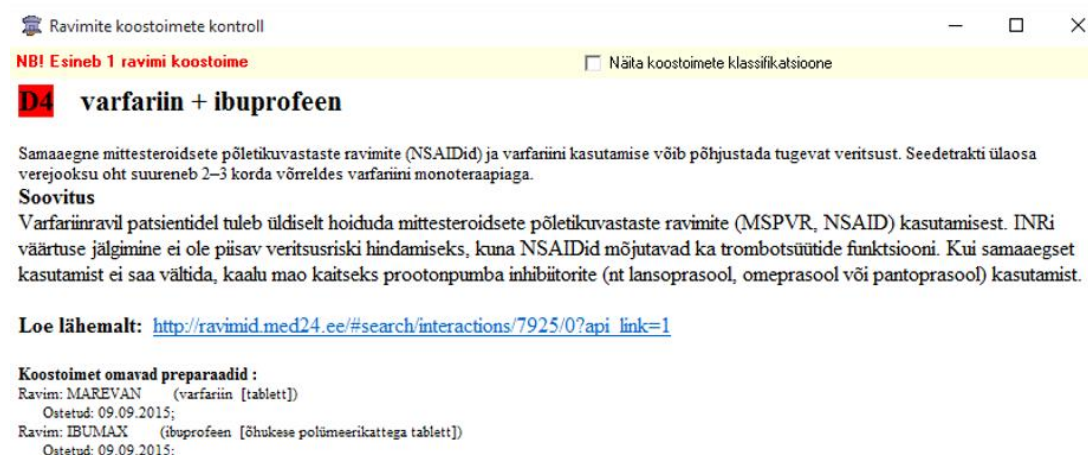 Ravimite koostoimete kontroll
NB! Esineb 1 ravimi koostoime
Näita koostoimete klassifikatsioone
D4 varfariin + ibuprofeen
Samaaegne mittesteroidsete põletikuvastaste ravimite (NSAIDid) ja varfariini kasutamise võib põhjustada tugevat veritsust. Seedetrakti ülaosa
verejooksu oht suureneb 2–3 korda võrreldes varfariini monoteraapiaga.
Soovitus
Varfariinravil patsientidel tuleb üldiselt hoiduda mittesteroidsete põletikuvastaste ravimite (MSPVR, NSAID) kasutamisest. INRi
väärtuse jälgimine ei ole piisav veritsusriski hindamiseks, kuna NSAIDid mõjutavad ka trombotsüütide funktsiooni. Kui samaaegset
kasutamist ei saa vältida, kaalu mao kaitseks prootonpumba inhibiitorite (nt lansoprasool, omeprasool või pantoprasool) kasutamist.
Loe lähemalt: http://ravimid.med24.ee/#search/interactions/7925/0?api_link=1
Koostoimet omavad preparaadid :
Ravim: MAREVAN (varfariin [tablett])
Ostetud: 09.09.2015;
Ravim: IBUMAX (ibuprofeen [õhukese polümeerikattega tablett])
Ostetud: 09.09.2015;